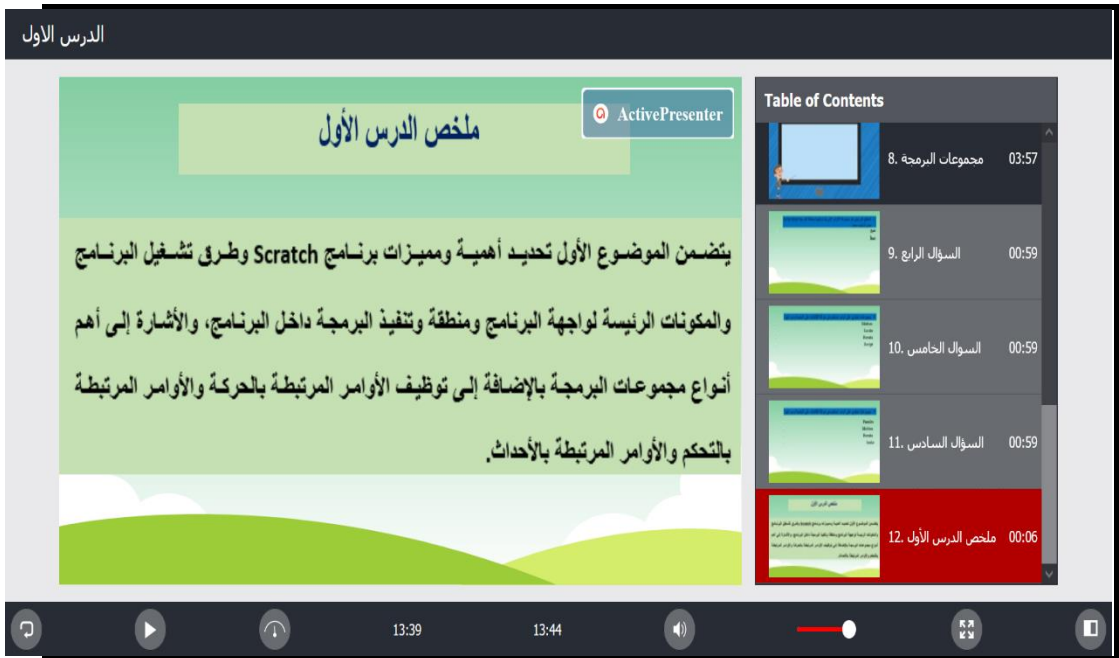 الدرس الاول
ActivePresenter
ملخص الدرس الأول
يتضمن الموضوع الأول تحديد أهمية ومميزات برنامج Scratch وطرق تشغيل البرنامج
والمكونات الرئيسة لواجهة البرنامج ومنطقة وتنفيذ البرمجة داخل البرنامج، والأشارة إلى أهم
أنواع مجموعات البرمجة بالإضافة إلى توظيف الأوامر المرتبطة بالحركة والأوامر المرتبطة
بالتحكم والأوامر المرتبطة بالأحداث.
Table of Contents
8. مجموعات البرمجة 03:57
9. السؤال الرابع 00:59
10. السوال الخامس 00:59
11. السؤال السادس 00:59
12. ملخص الدرس الأول 00:06
13:39 13:44